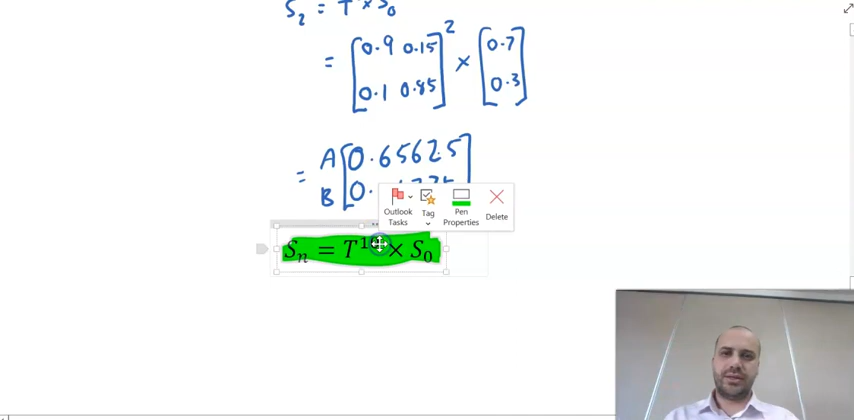 S₂ = T × S₀
= [0.9 0.15]² × [0.7]
[0.1 0.85] [0.3]
= A [0.65625]
B [0.
Outlook Tasks
Tag
Pen Properties
Delete
Sₙ = T¹ × S₀